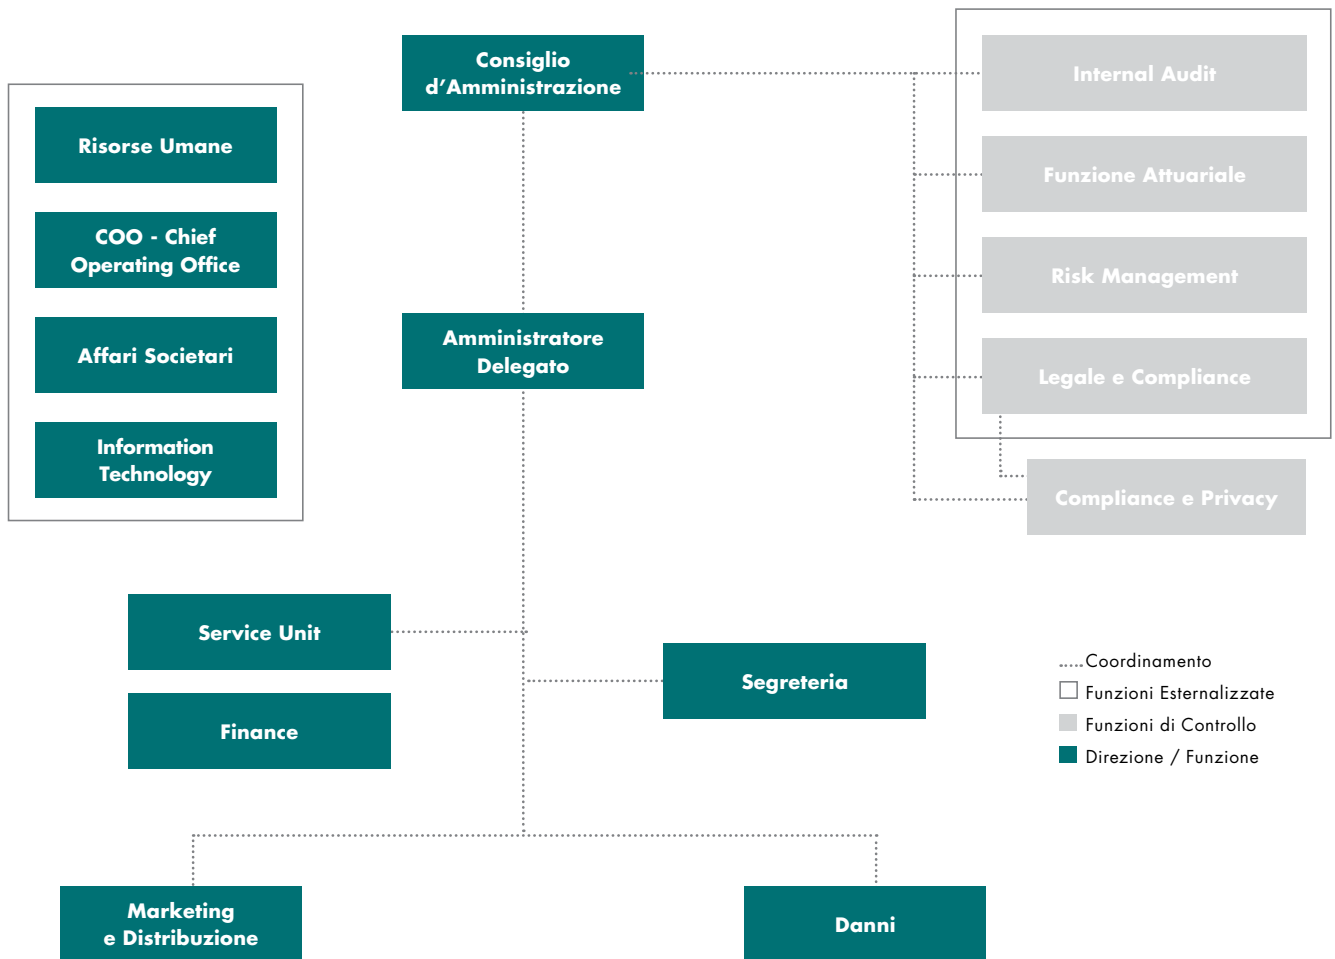 Consiglio
d'Amministrazione
Internal Audit
Risorse Umane
Funzione Attuariale
COO - Chief
Operating Office
Risk Management
Affari Societari
Amministratore
Delegato
Legale e Compliance
Information
Technology
Compliance e Privacy
Service Unit
Segreteria
Finance
Coordinamento
Funzioni Esternalizzate
Funzioni di Controllo
Direzione / Funzione
Marketing
e Distribuzione
Danni